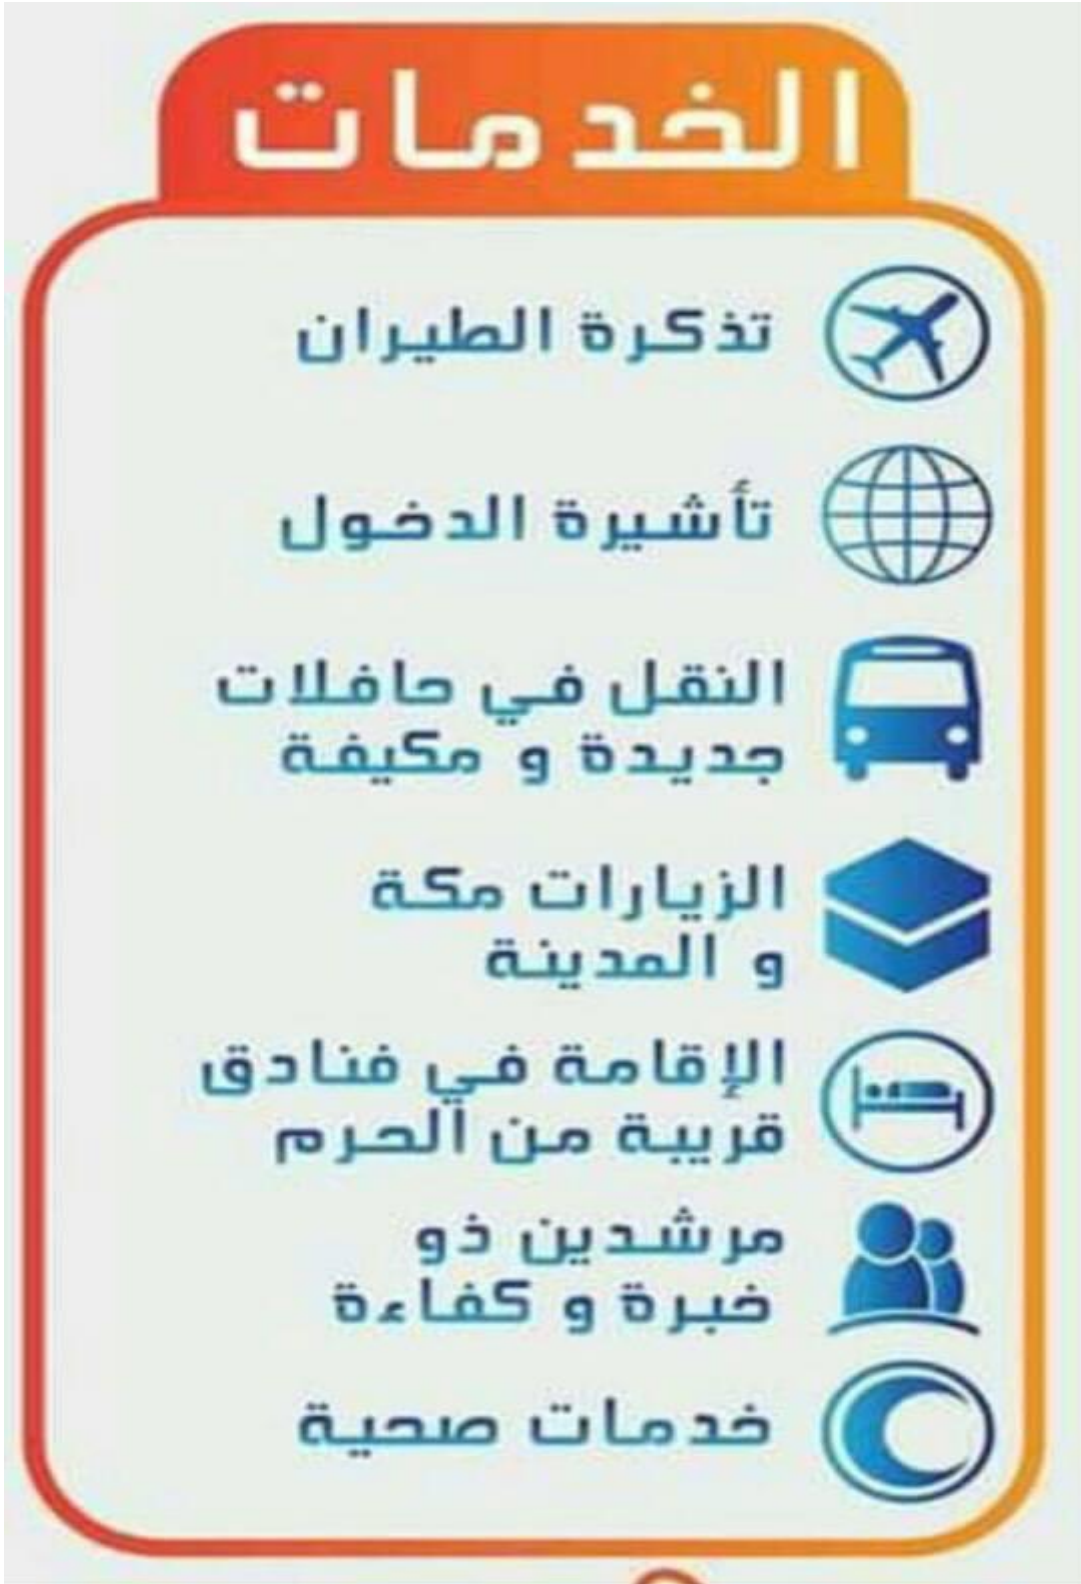 الخدمات
تذكرة الطيران
تأشيرة الدخول
النقل في حافلات
جديدة و مكيفة
الزيارات مكة
و المدينة
الإقامة في فنادق
قريبة من الحرم
مرشدين ذو
خبرة و كفاءة
خدمات صحية